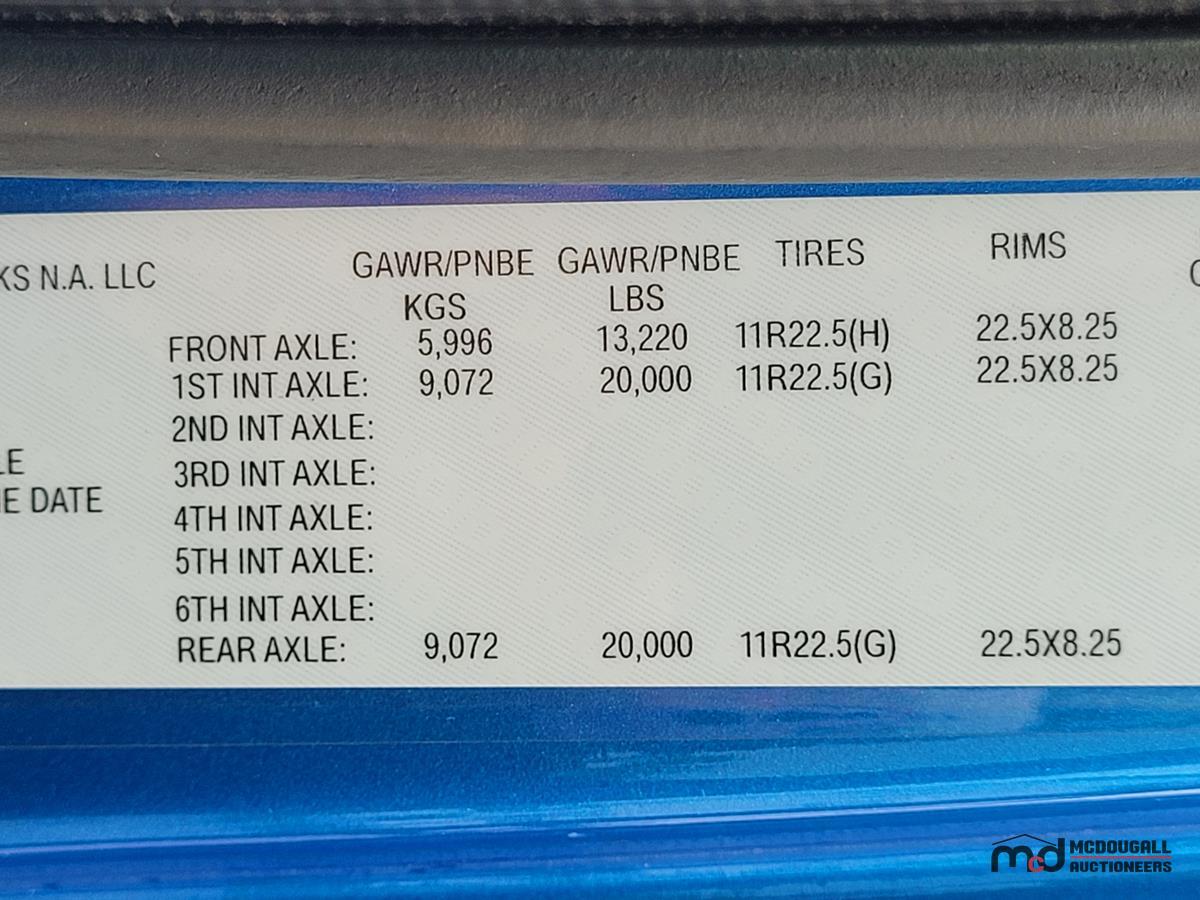 KS N.A. LLC
GAWR/PNBE GAWR/PNBE TIRES RIMS
KGS LBS
FRONT AXLE: 5,996 13,220 11R22.5(H) 22.5X8.25
1ST INT AXLE: 9,072 20,000 11R22.5(G) 22.5X8.25
2ND INT AXLE:
LE
3RD INT AXLE:
E DATE
4TH INT AXLE:
5TH INT AXLE:
6TH INT AXLE:
REAR AXLE: 9,072 20,000 11R22.5(G) 22.5X8.25
mcd MCDOUGALL
AUCTIONEERS